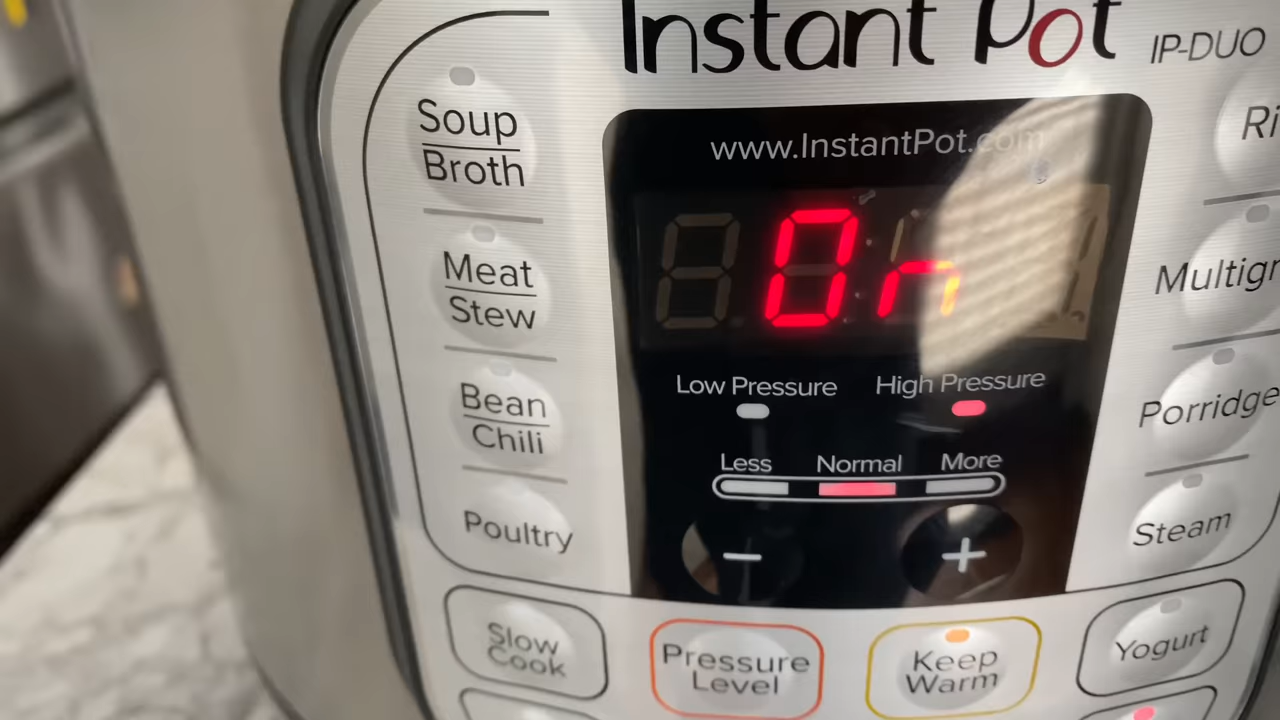 Instant Pot IP-DUO
www.InstantPot.com
On
Low Pressure High Pressure
Less Normal More
− +
Soup
Broth
Meat
Stew
Bean
Chili
Poultry
Slow
Cook
Pressure
Level
Keep
Warm
Yogurt
Ri
Multigr
Porridge
Steam